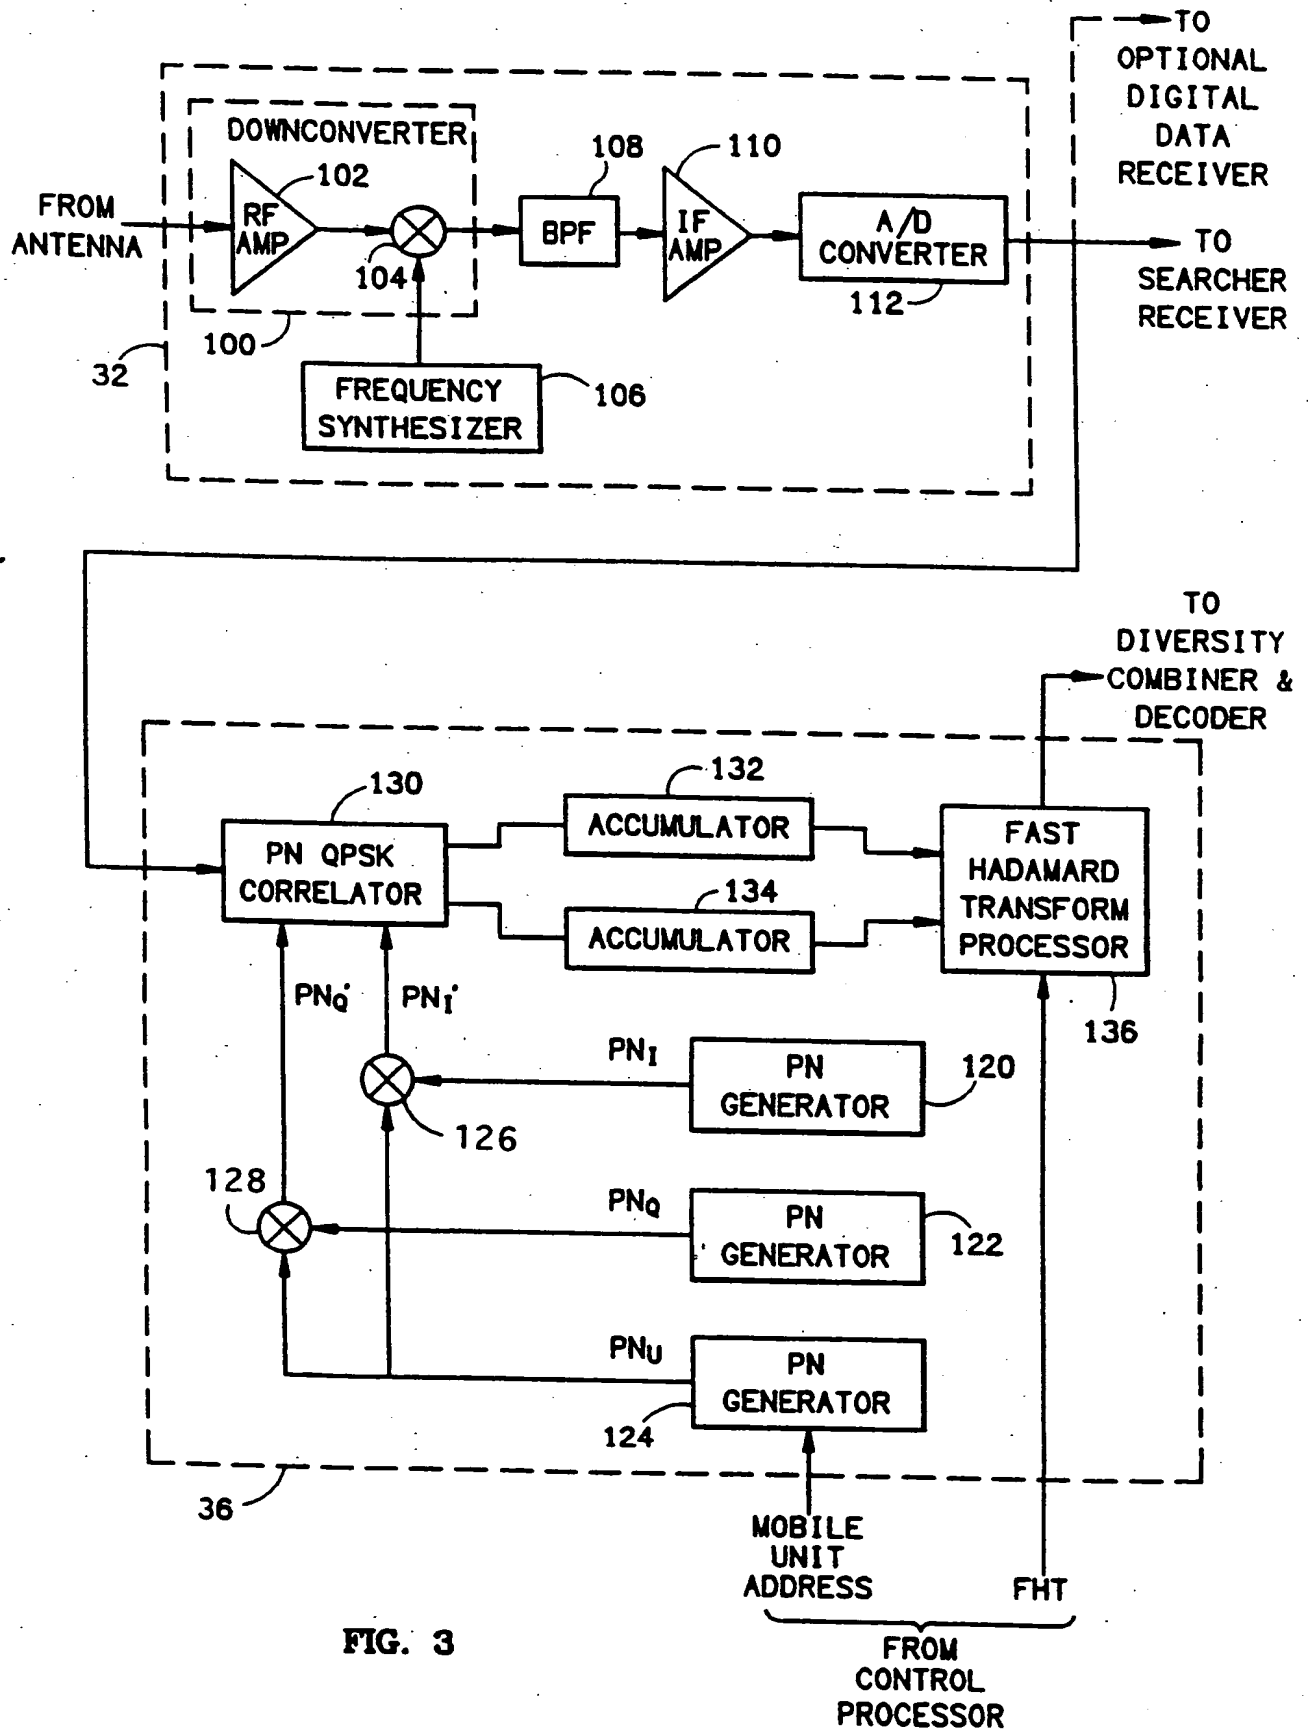 TO
OPTIONAL
DIGITAL
DATA
RECEIVER
DOWNCONVERTER
FROM
ANTENNA
RF
AMP
102
104
100
32
BPF
108
IF
AMP
110
A/D
CONVERTER
112
TO
SEARCHER
RECEIVER
FREQUENCY
SYNTHESIZER
106
TO
DIVERSITY
COMBINER &
DECODER
130
PN QPSK
CORRELATOR
132
ACCUMULATOR
134
ACCUMULATOR
FAST
HADAMARD
TRANSFORM
PROCESSOR
136
PNQ'
PNI'
PNI
PN
GENERATOR
120
126
128
PNQ
PN
GENERATOR
122
PNU
PN
GENERATOR
124
36
MOBILE
UNIT
ADDRESS
FHT
FROM
CONTROL
PROCESSOR
FIG. 3